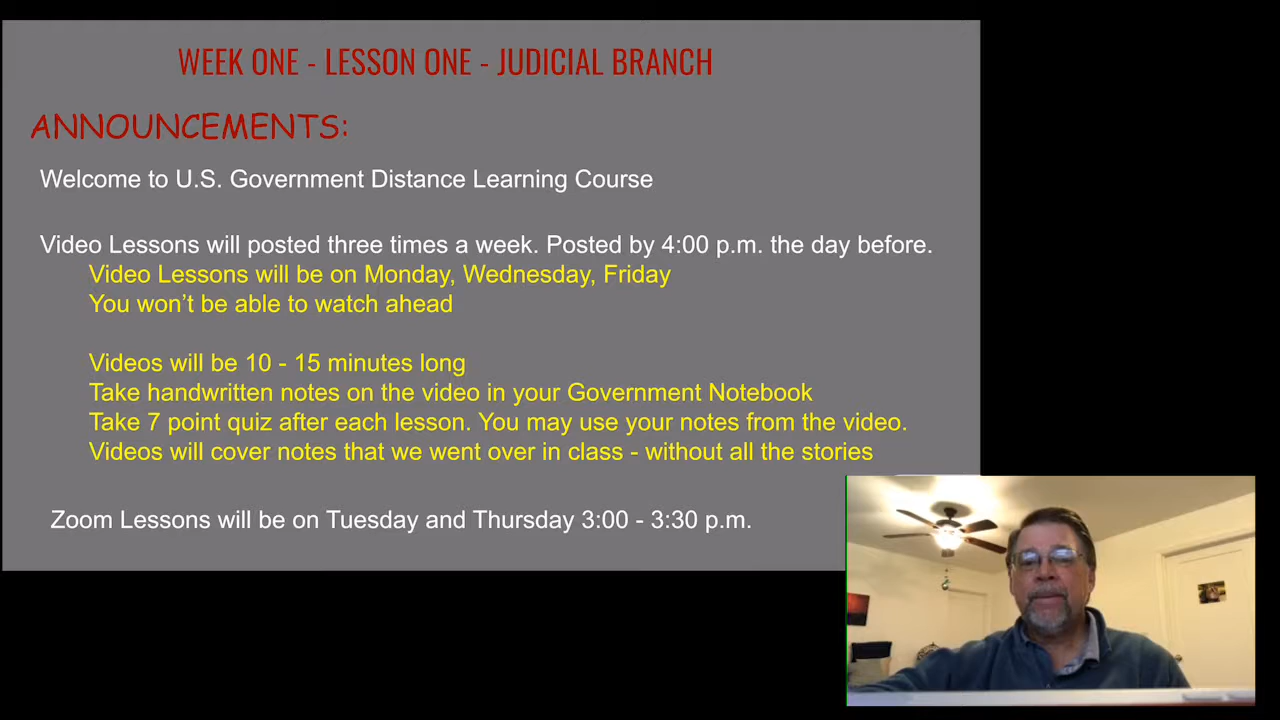 WEEK ONE - LESSON ONE - JUDICIAL BRANCH
ANNOUNCEMENTS:
Welcome to U.S. Government Distance Learning Course
Video Lessons will posted three times a week. Posted by 4:00 p.m. the day before.
Video Lessons will be on Monday, Wednesday, Friday
You won't be able to watch ahead
Videos will be 10 - 15 minutes long
Take handwritten notes on the video in your Government Notebook
Take 7 point quiz after each lesson. You may use your notes from the video.
Videos will cover notes that we went over in class - without all the stories
Zoom Lessons will be on Tuesday and Thursday 3:00 - 3:30 p.m.